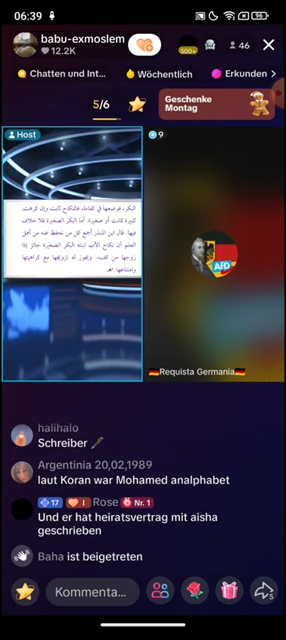 06:39
96
babu-exmoslem
12.2K
500+
46
Chatten und Int...
Wöchentlich
Erkunden
5/6
Geschenke
Montag
Host
9
البكر، فوضعها في كفاءة، فالنكاح ثابت وإن كرهت،
كبيرة كانت أو صغيرة. أما البكر الصغيرة فلا خلاف
فيها. قال ابن المنذر أجمع كل من نحفظ عنه من أهل
العلم أن نكاح الأب ابنته البكر الصغيرة جائز إذا
زوجها من كفء، ويجوز له تزويجها مع كراهيتها
وامتناعها. اهـ
AfD
Requista Germania
halihalo
Schreiber
Argentinia 20,02,1989
laut Koran war Mohamed analphabet
17
I
Rose
Nr. 1
Und er hat heiratsvertrag mit aisha
geschrieben
Baha ist beigetreten
Kommenta...
5